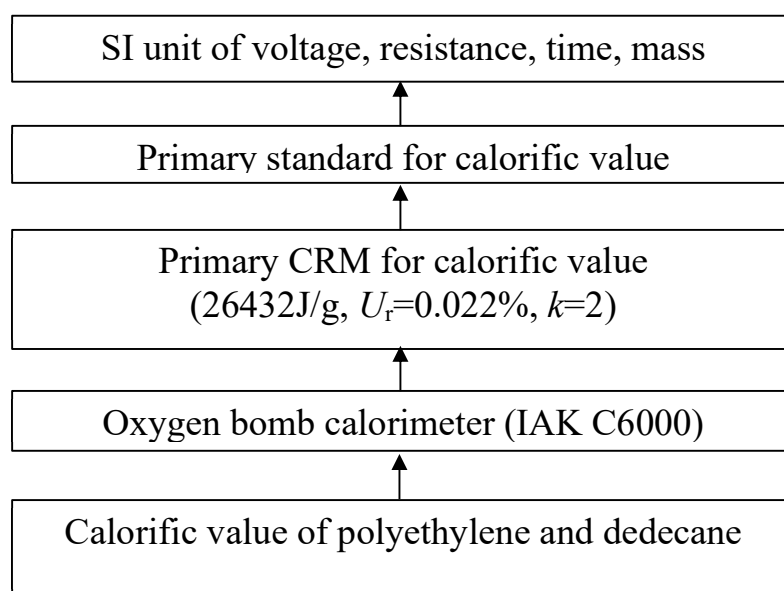 SI unit of voltage, resistance, time, mass
Primary standard for calorific value
Primary CRM for calorific value
(26432J/g, Ur=0.022%, k=2)
Oxygen bomb calorimeter (IAK C6000)
Calorific value of polyethylene and dedecane